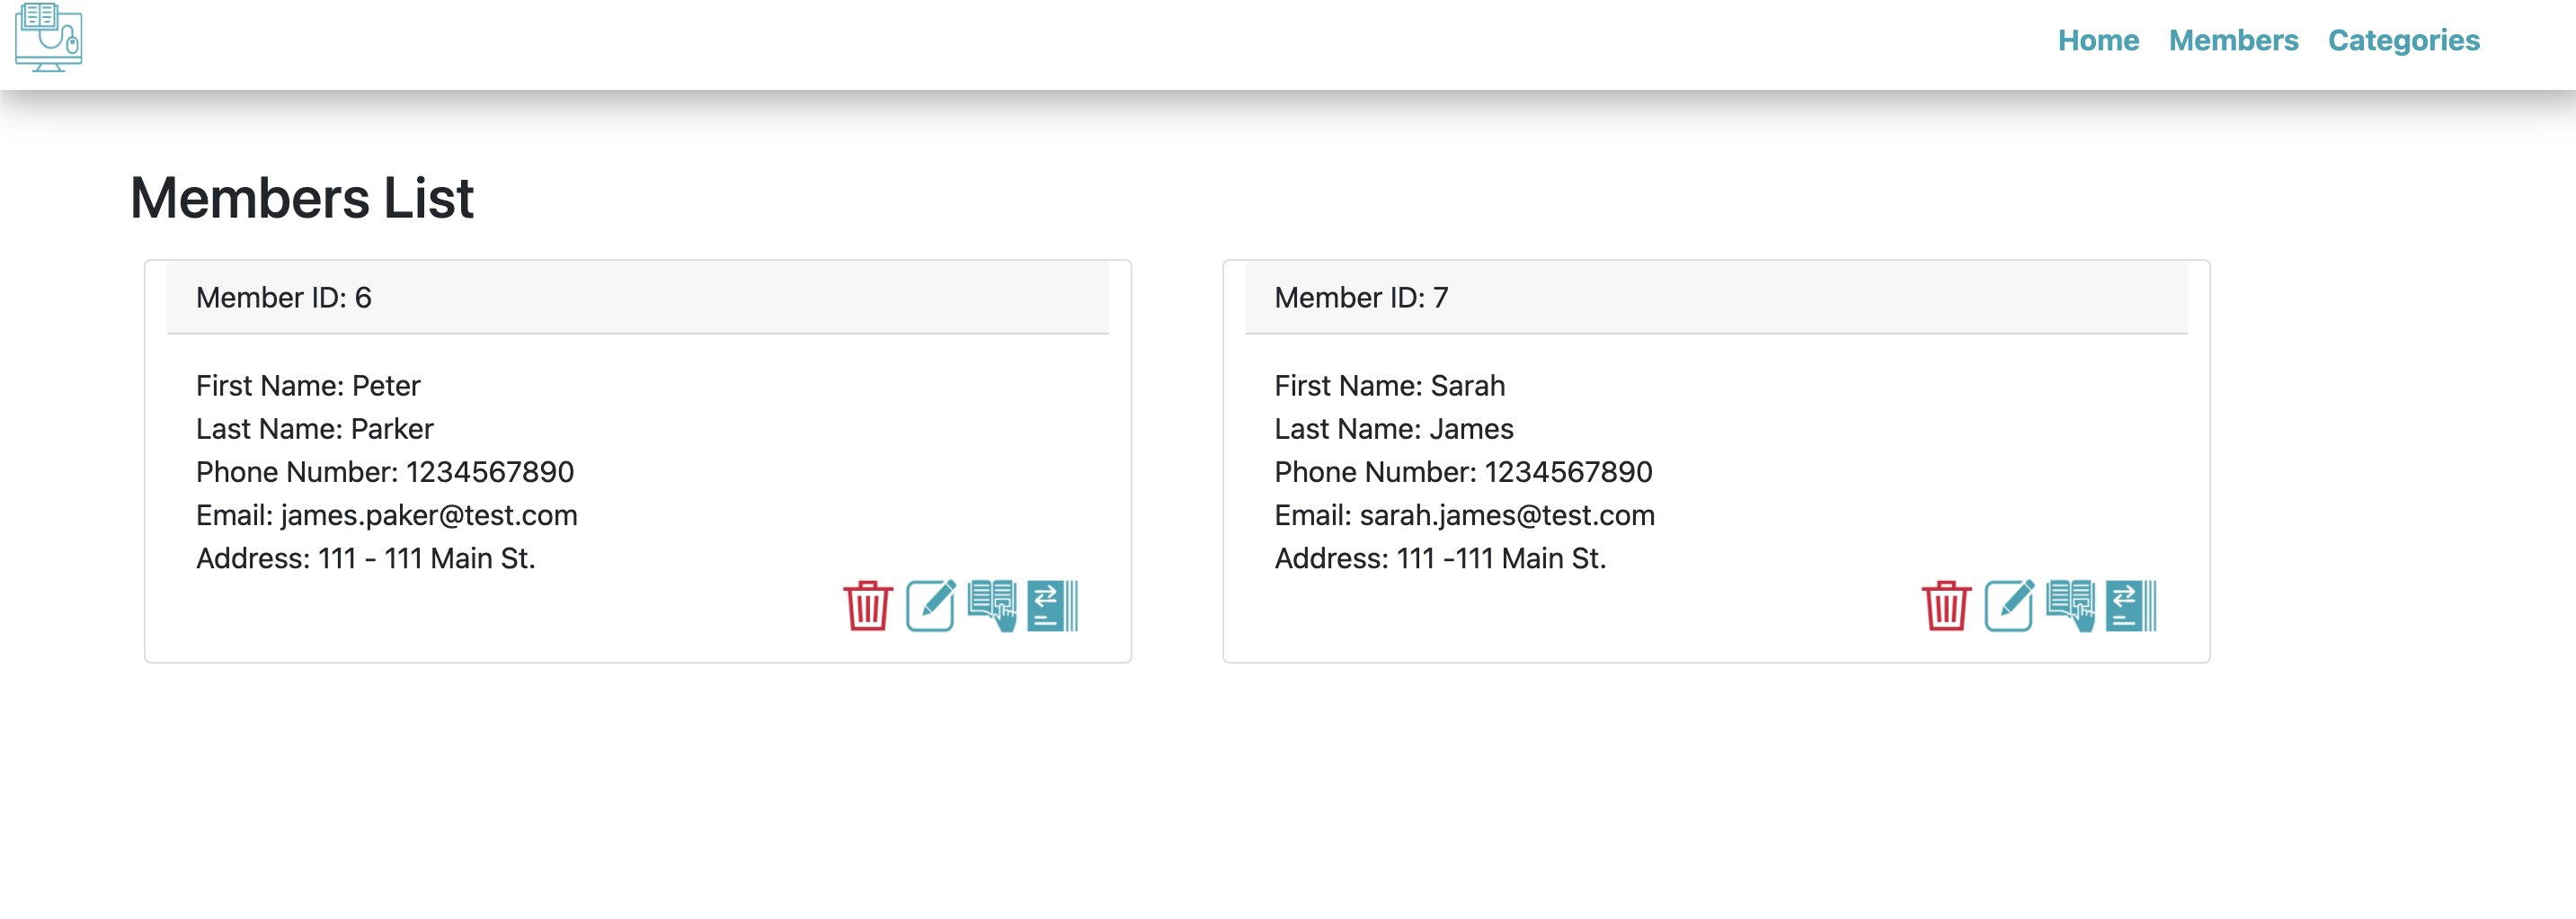 Home Members Categories
Members List
Member ID: 6
First Name: Peter
Last Name: Parker
Phone Number: 1234567890
Email: james.paker@test.com
Address: 111 - 111 Main St.
Member ID: 7
First Name: Sarah
Last Name: James
Phone Number: 1234567890
Email: sarah.james@test.com
Address: 111 -111 Main St.